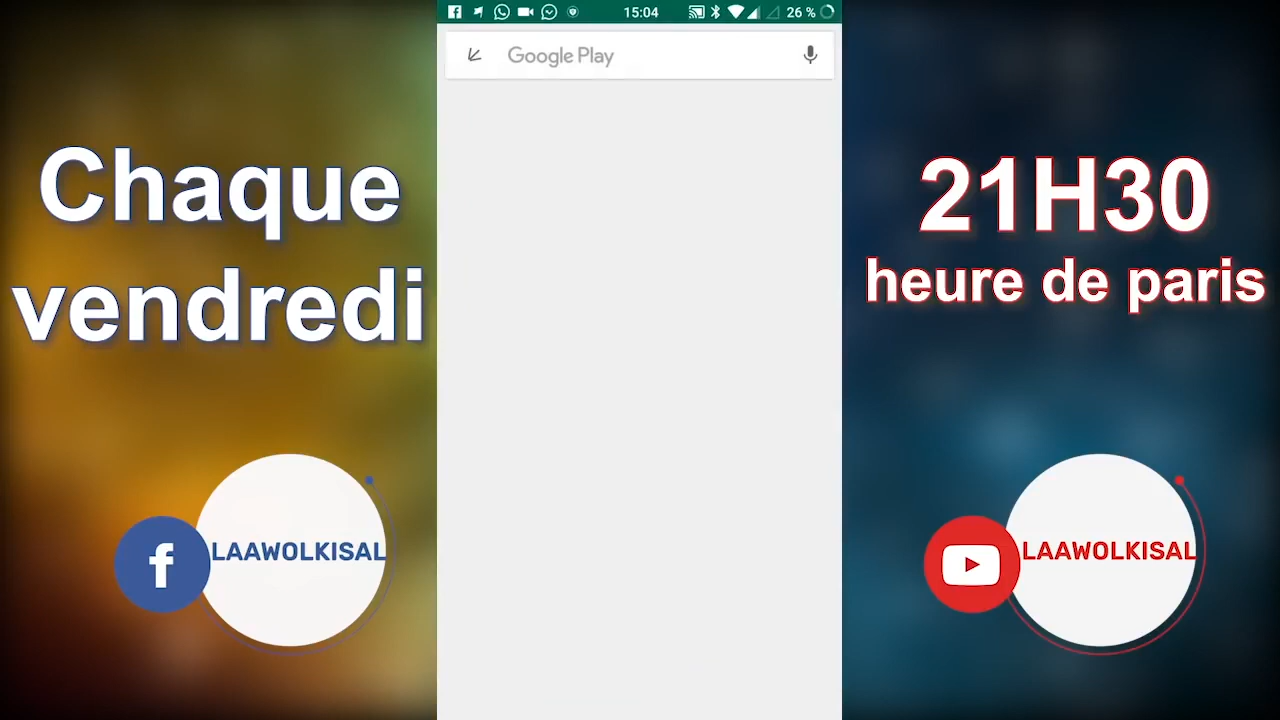 15:04
26 %
Google Play
Chaque
vendredi
21H30
heure de paris
f
LAAWOLKISAL
LAAWOLKISAL